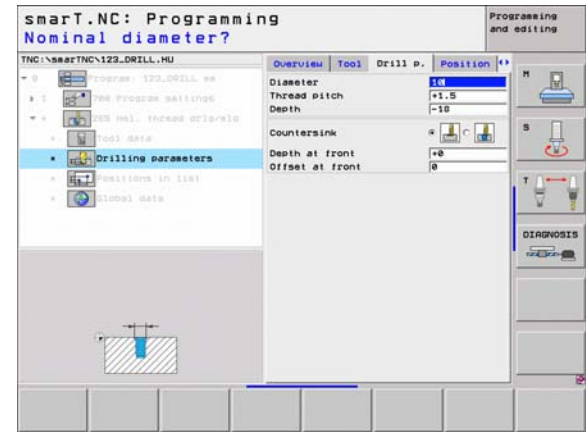 smarT.NC: Programming
Nominal diameter?
Programming and editing
TNC:\smarTNC\123_DRILL.HU
0 Program: 123_DRILL mm
1 700 Program settings
265 Hel. thread drlg/mlg
Tool data
Drilling parameters
Positions in list
Global data
Overview Tool Drill p. Position
Diameter 10
Thread pitch +1.5
Depth -18
Countersink
Depth at front +0
Offset at front 0
M
S
T
DIAGNOSIS